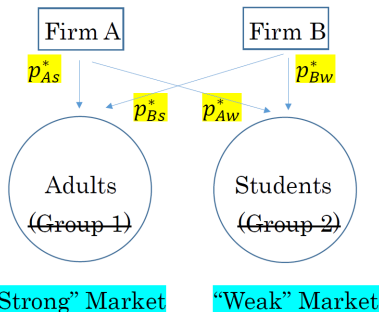 Firm A
Firm B
p*As
p*Bw
p*Bs
p*Aw
Adults
Students
(Group 1)
(Group 2)
Strong” Market
“Weak” Market